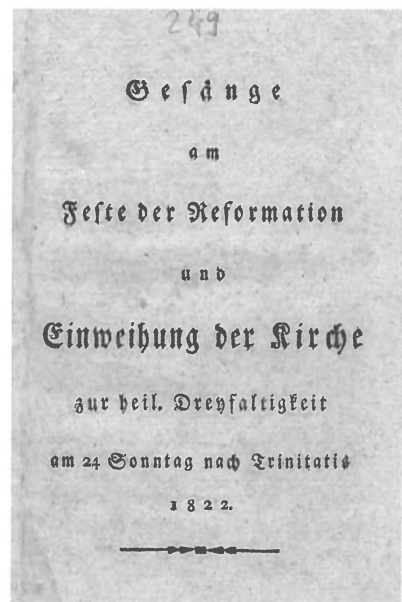 249
Gesänge
am
Feste der Reformation
und
Einweihung der Kirche
zur heil. Dreyfaltigkeit
am 24 Sonntag nach Trinitatis
1822.